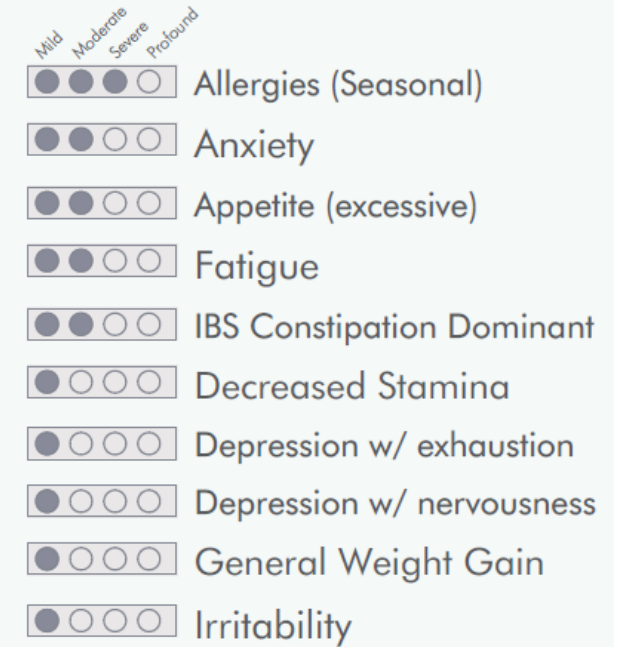 Mild
Moderate
Severe
Profound
Allergies (Seasonal)
Anxiety
Appetite (excessive)
Fatigue
IBS Constipation Dominant
Decreased Stamina
Depression w/ exhaustion
Depression w/ nervousness
General Weight Gain
Irritability